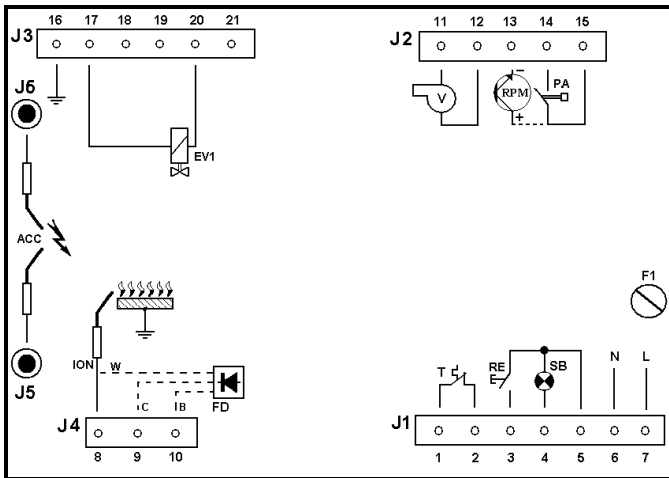 16 17 18 19 20 21
J3
11 12 13 14 15
J2
J6
V
RPM
−
+
PA
EV1
ACC
F1
ION
W
C
B
FD
J5
T
RE
SB
N
L
J4
8 9 10
J1
1 2 3 4 5 6 7